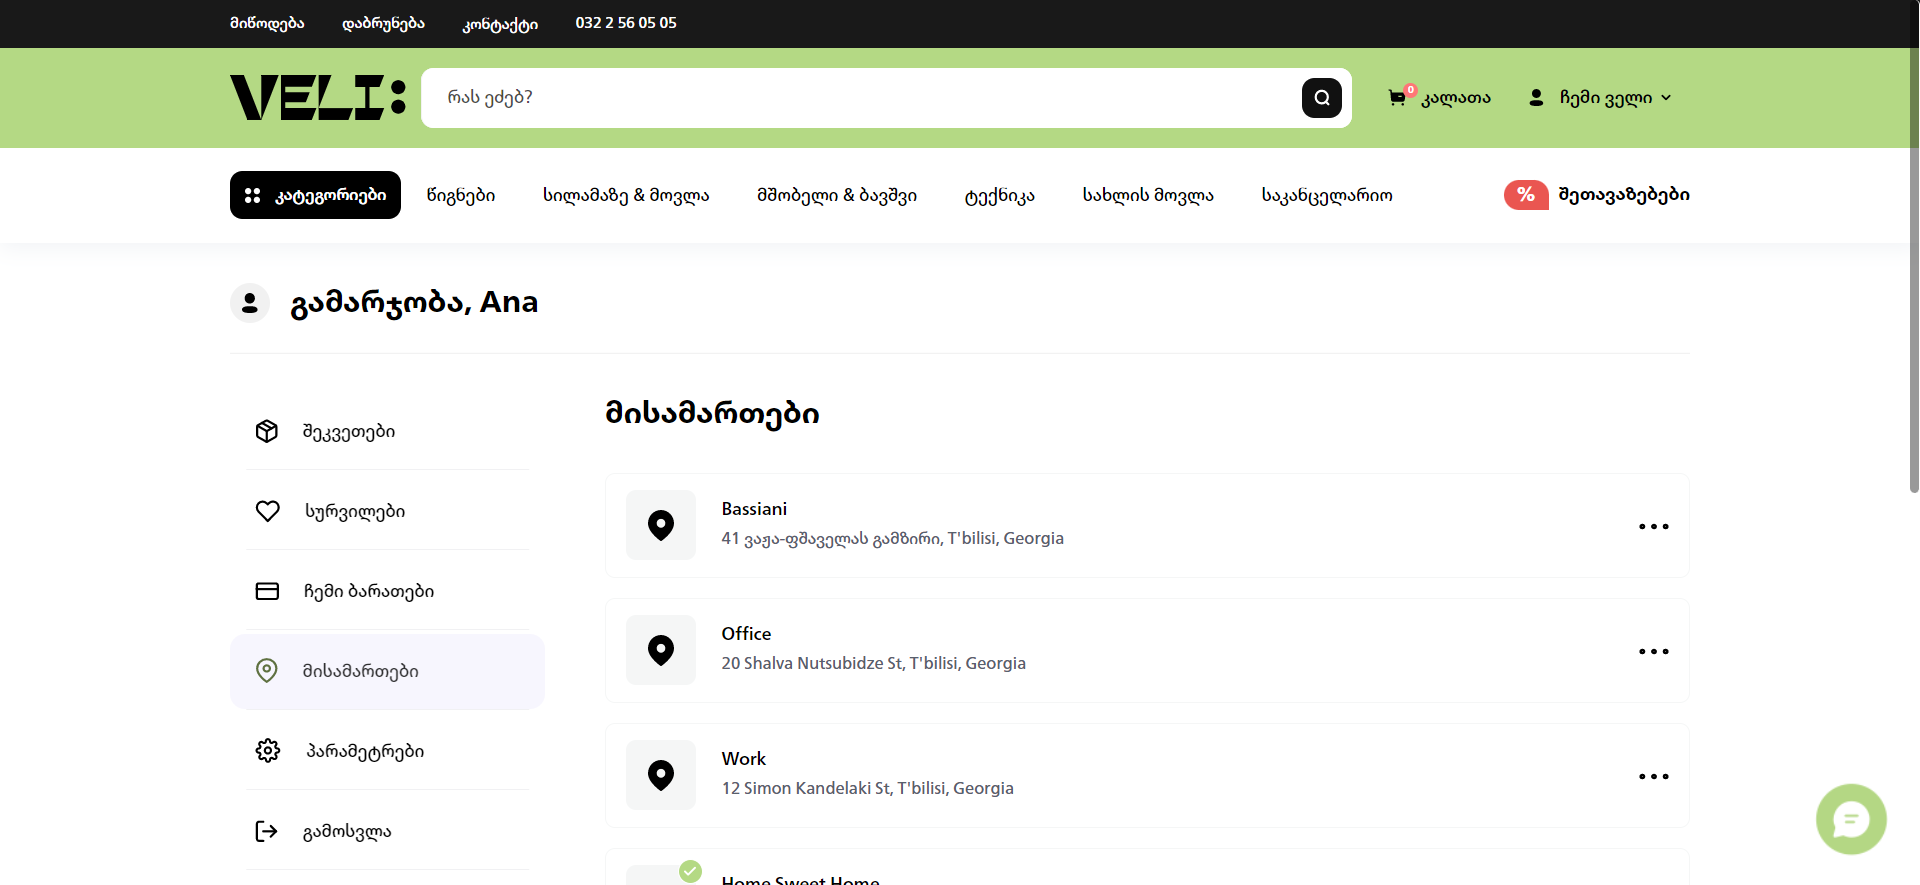 მიწოდება დაბრუნება კონტაქტი 032 2 56 05 05
VELI: რას ეძებ? 0 კალათა ჩემი ველი
კატეგორიები წიგნები სილამაზე & მოვლა მშობელი & ბავშვი ტექნიკა სახლის მოვლა საკანცელარიო % შეთავაზებები
გამარჯობა, Ana
შეკვეთები
სურვილები
ჩემი ბარათები
მისამართები
პარამეტრები
გამოსვლა
მისამართები
Bassiani
41 ვაჟა-ფშაველას გამზირი, T'bilisi, Georgia
Office
20 Shalva Nutsubidze St, T'bilisi, Georgia
Work
12 Simon Kandelaki St, T'bilisi, Georgia
Home Sweet Home